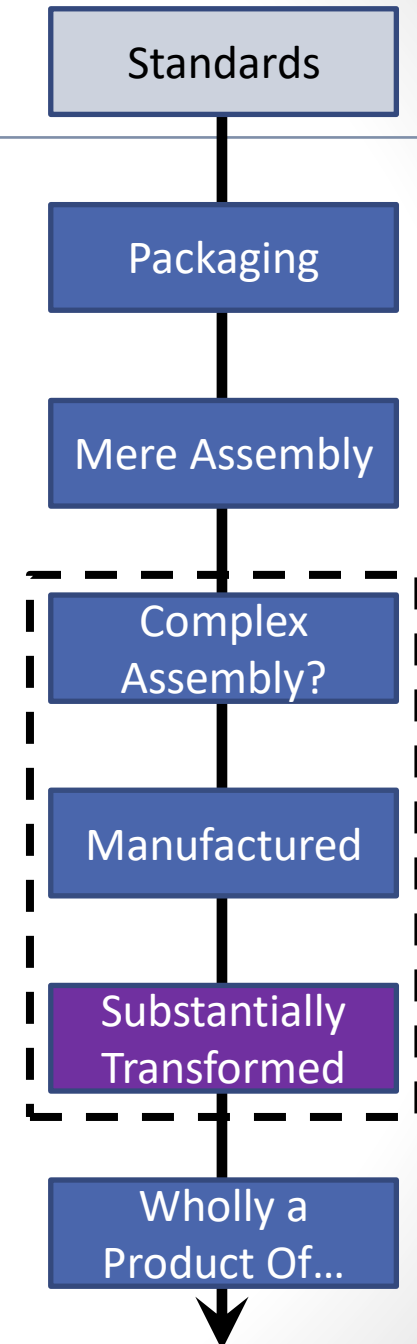 Standards
Packaging
Mere Assembly
Complex
Assembly?
Manufactured
Substantially
Transformed
Wholly a
Product Of…